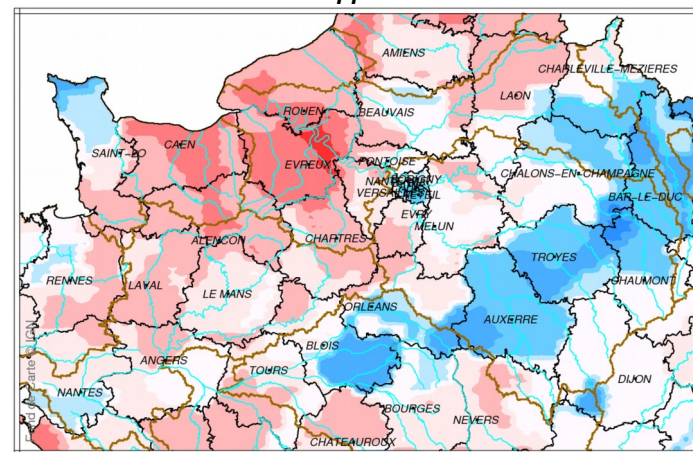 AMIENS
CHARLEVILLE-MEZIERES
LAON
ROUEN
BEAUVAIS
CAEN
SAINT-LO
EVREUX
PONTOISE
CHALONS-EN-CHAMPAGNE
BAR-LE-DUC
EVRY
MELUN
ALENCON
CHARTRES
TROYES
RENNES
LAVAL
LE MANS
CHAUMONT
ORLEANS
AUXERRE
BLOIS
ANGERS
TOURS
DIJON
NANTES
BOURGES
NEVERS
CHATEAUROUX